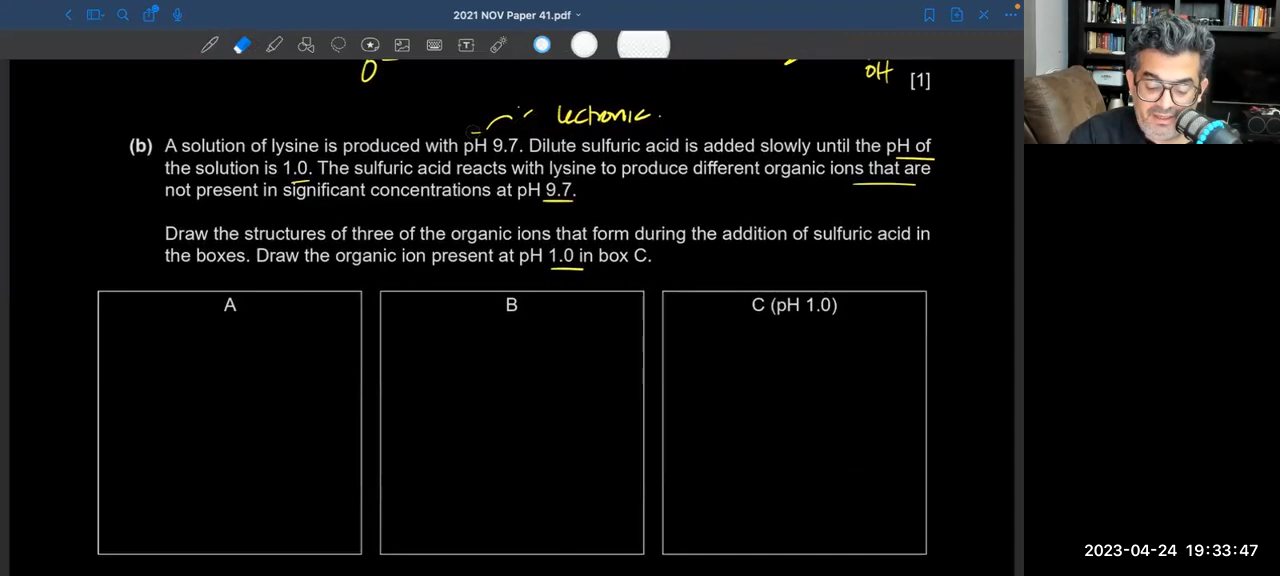 2021 NOV Paper 41.pdf
O
OH
[1]
(b) A solution of lysine is produced with pH 9.7. Dilute sulfuric acid is added slowly until the pH of
the solution is 1.0. The sulfuric acid reacts with lysine to produce different organic ions that are
not present in significant concentrations at pH 9.7.
Draw the structures of three of the organic ions that form during the addition of sulfuric acid in
the boxes. Draw the organic ion present at pH 1.0 in box C.
A
B
C (pH 1.0)
2023-04-24 19:33:47